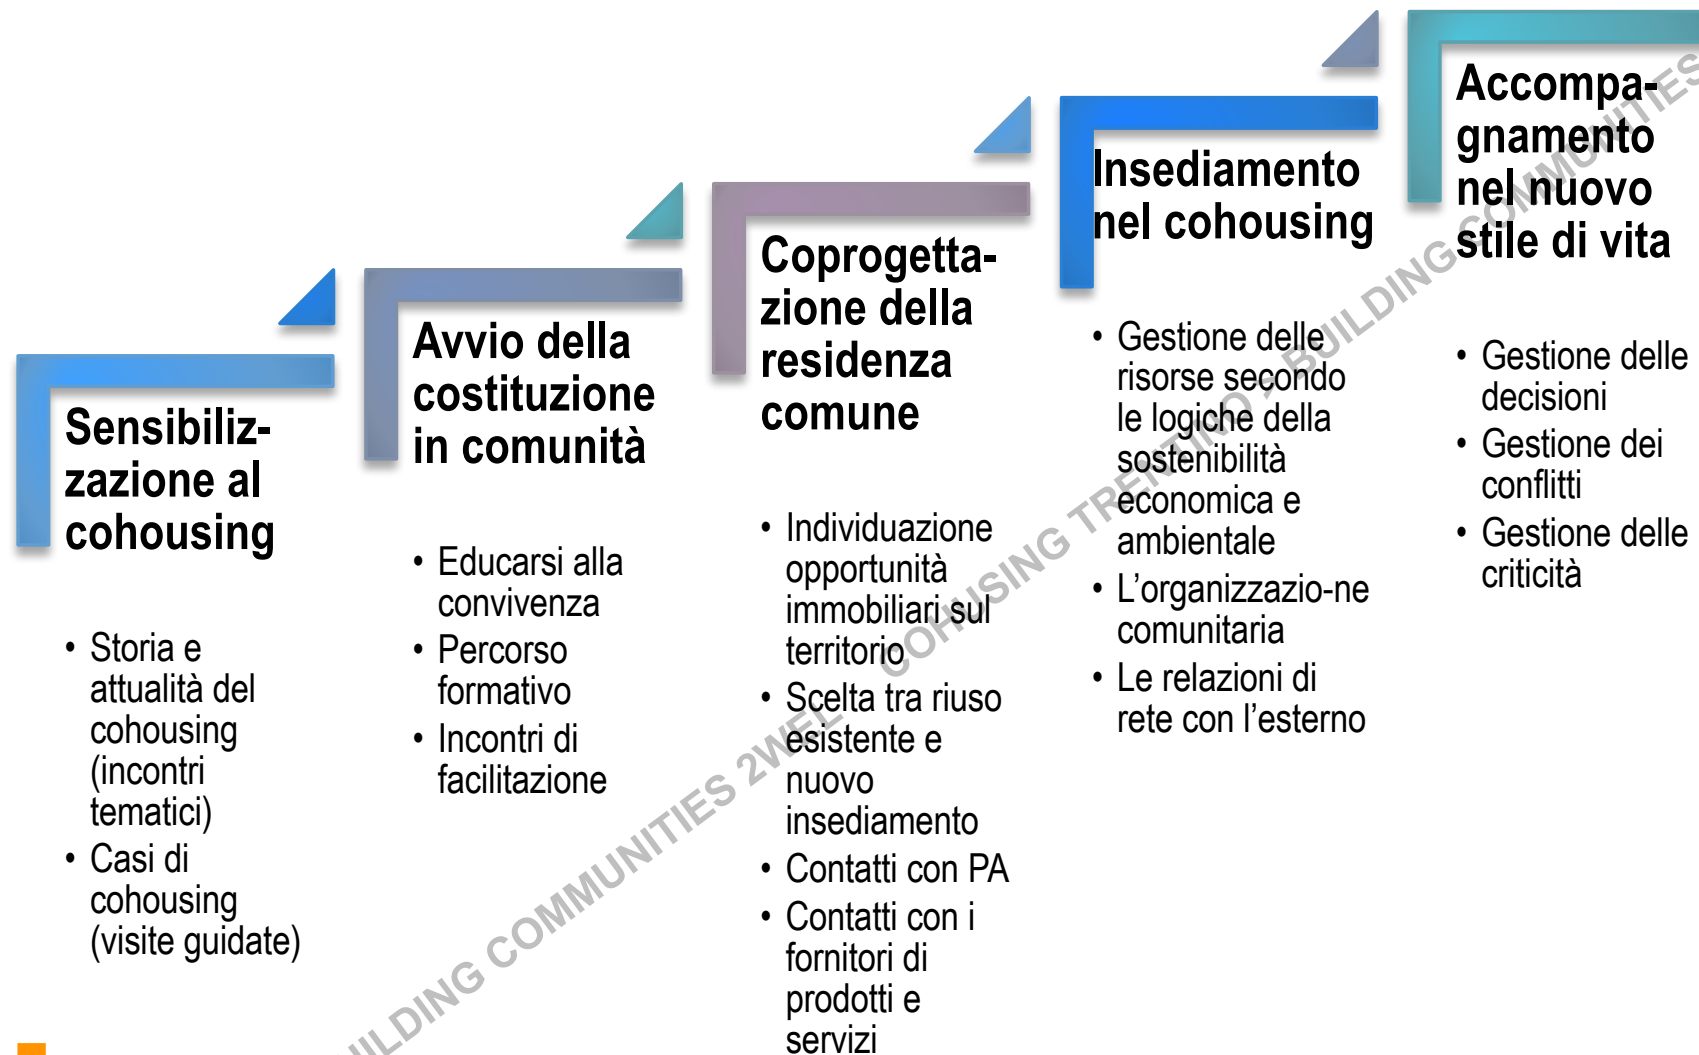 Sensibiliz-
zazione al
cohousing
• Storia e
attualità del
cohousing
(incontri
tematici)
• Casi di
cohousing
(visite guidate)
Avvio della
costituzione
in comunità
• Educarsi alla
convivenza
• Percorso
formativo
• Incontri di
facilitazione
Coprogetta-
zione della
residenza
comune
• Individuazione
opportunità
immobiliari sul
territorio
• Scelta tra riuso
esistente e
nuovo
insediamento
• Contatti con PA
• Contatti con i
fornitori di
prodotti e
servizi
Insediamento
nel cohousing
• Gestione delle
risorse secondo
le logiche della
sostenibilità
economica e
ambientale
• L’organizzazio-ne
comunitaria
• Le relazioni di
rete con l’esterno
Accompa-
gnamento
nel nuovo
stile di vita
• Gestione delle
decisioni
• Gestione dei
conflitti
• Gestione delle
criticità
COMMUNITIES 2WEL COHUSING TRENTINO - BUILDING COMMUNITIES